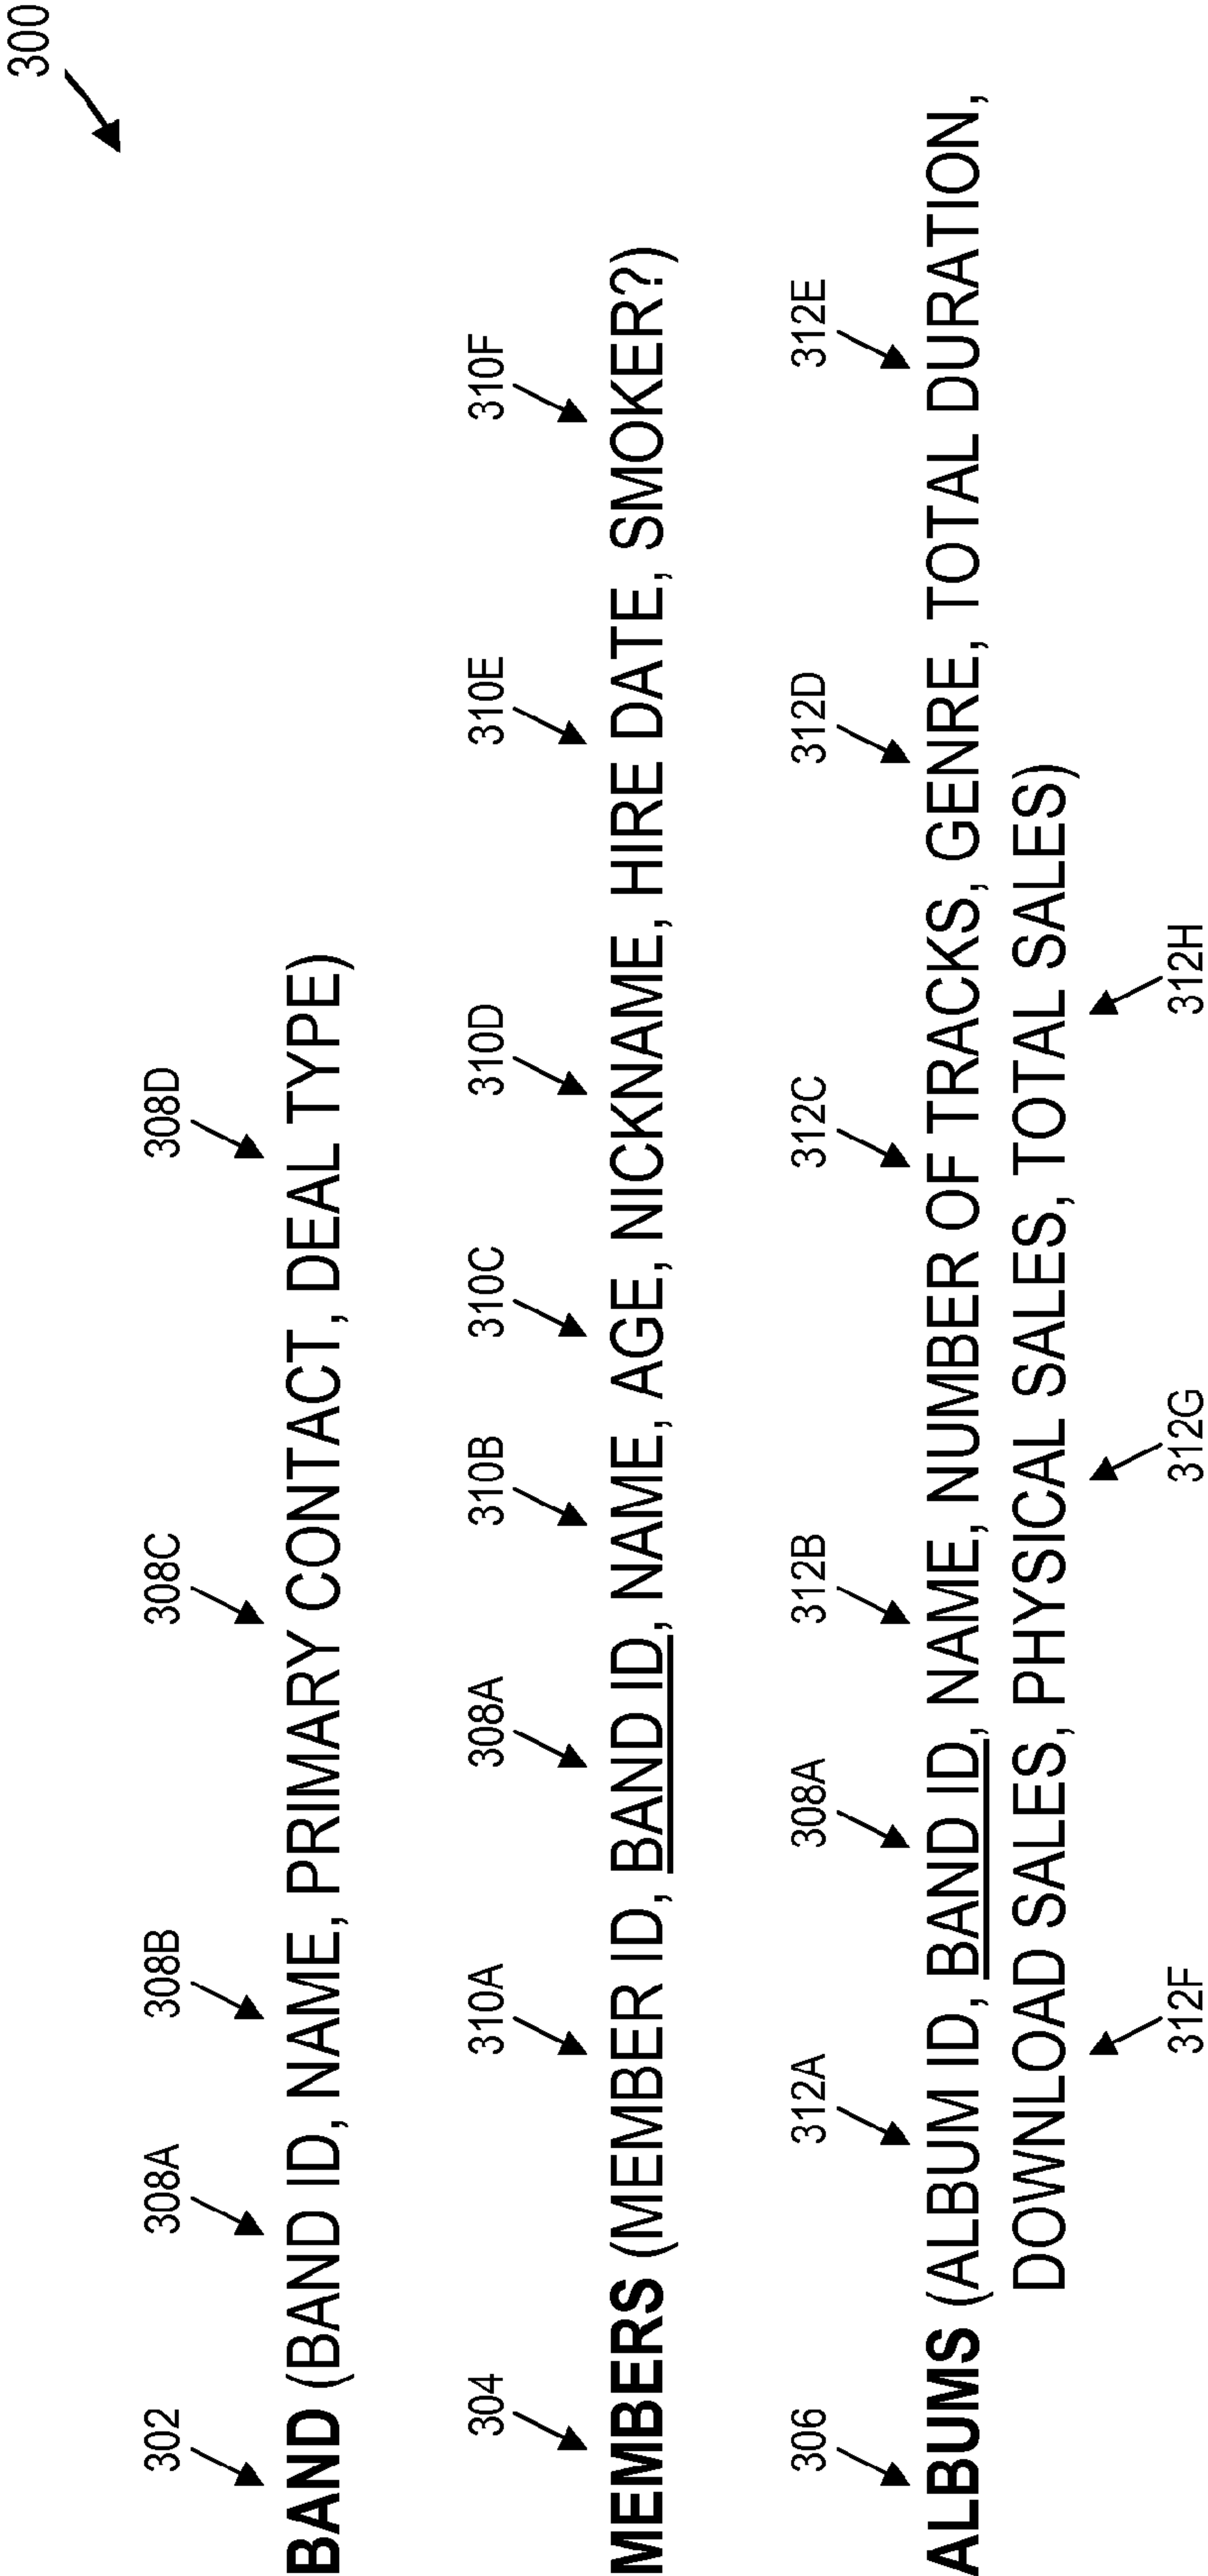 300
302 308A 308B 308C 308D
BAND (BAND ID, NAME, PRIMARY CONTACT, DEAL TYPE)
304 310A 308A 310B 310C 310D 310E 310F
MEMBERS (MEMBER ID, BAND ID, NAME, AGE, NICKNAME, HIRE DATE, SMOKER?)
306 312A 308A 312B 312C 312D 312E
ALBUMS (ALBUM ID, BAND ID, NAME, NUMBER OF TRACKS, GENRE, TOTAL DURATION,
DOWNLOAD SALES, PHYSICAL SALES, TOTAL SALES)
312F 312G 312H